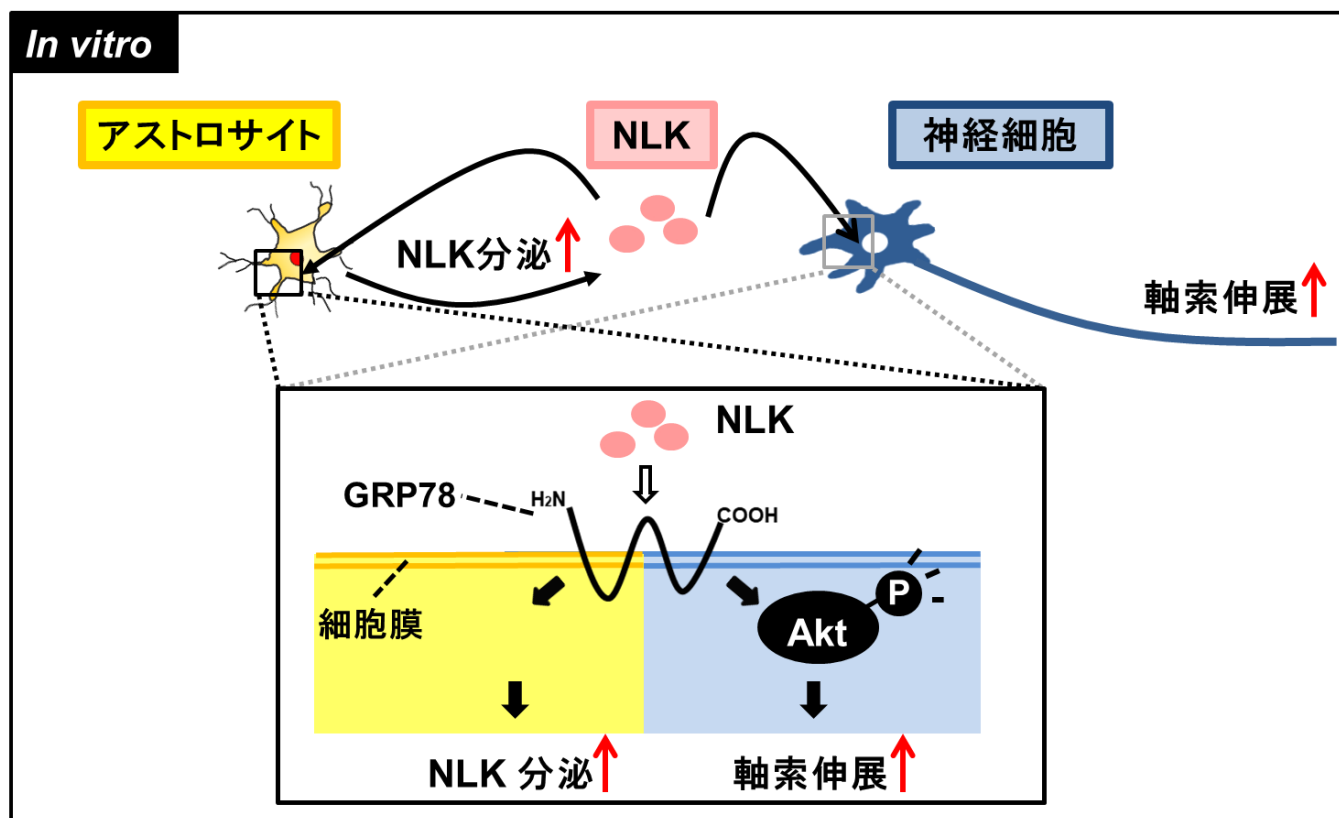 In vitro
アストロサイト
NLK
神経細胞
NLK分泌
軸索伸展
NLK
GRP78
H₂N
COOH
細胞膜
Akt
P
NLK 分泌
軸索伸展